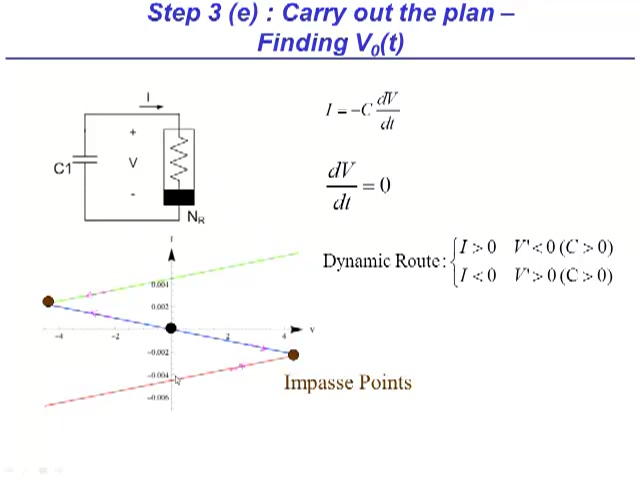 Step 3 (e) : Carry out the plan –
Finding V₀(t)
I
I = −C dV/dt
+
C1
V
-
N_R
dV/dt = 0
Dynamic Route: { I > 0 V' < 0 (C > 0)
I < 0 V' > 0 (C > 0)
I
0.004
0.002
−4 −2 2 4 V
−0.002
−0.004
−0.006
Impasse Points